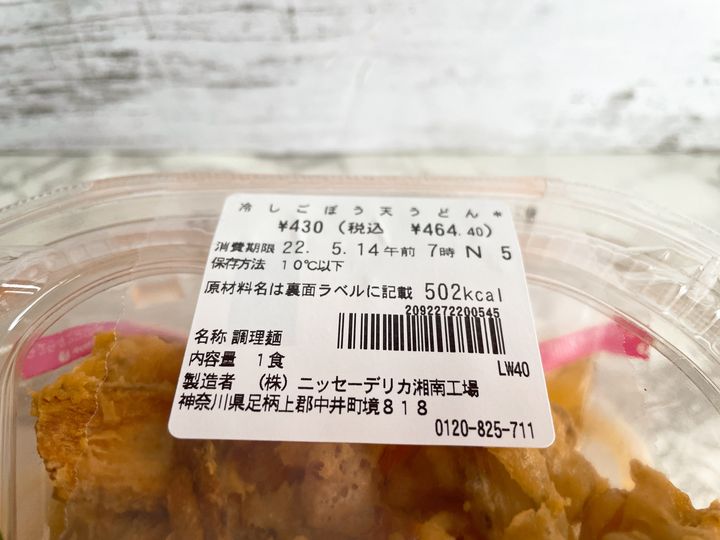 冷しごぼう天うどん*
¥430（税込 ¥464.40）
消費期限 22. 5.14午前 7時 N 5
保存方法 10℃以下
原材料名は裏面ラベルに記載 502kcal
2092272200545
名称 調理麺
内容量 1食
LW40
製造者 （株）ニッセーデリカ湘南工場
神奈川県足柄上郡中井町境818
0120-825-711